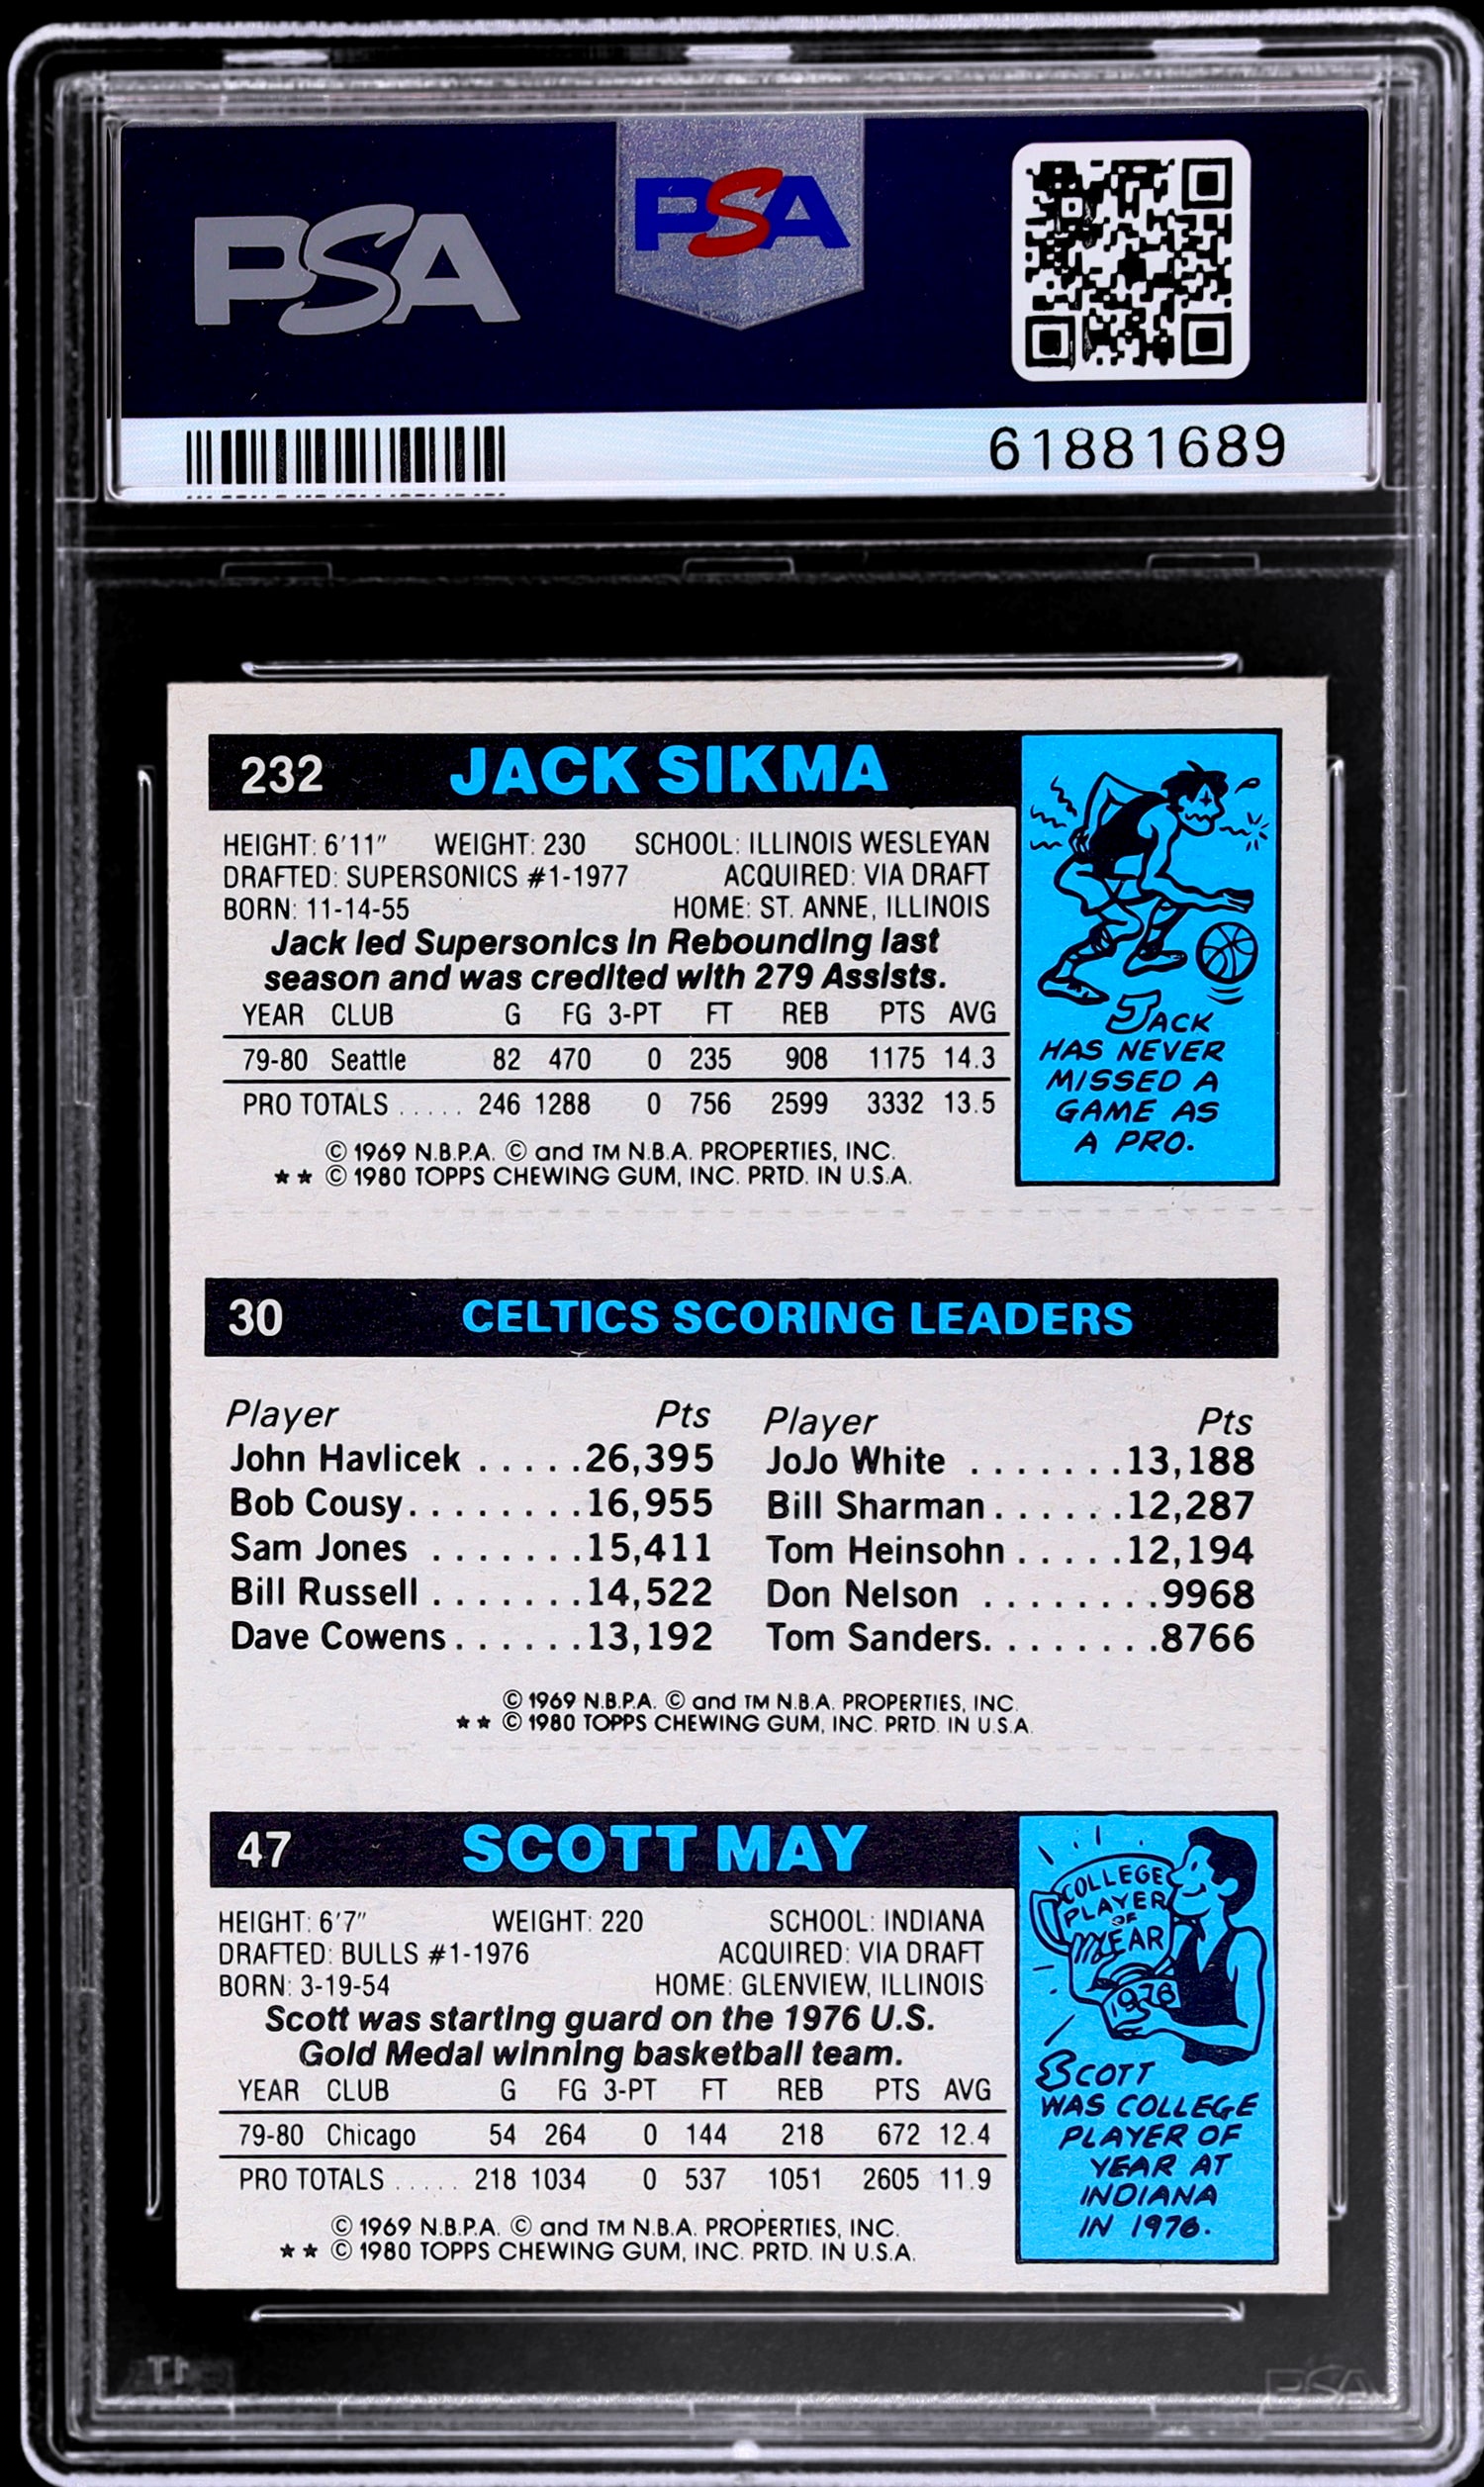 PSA
PSA
61881689
232 JACK SIKMA
HEIGHT: 6'11" WEIGHT: 230 SCHOOL: ILLINOIS WESLEYAN
DRAFTED: SUPERSONICS #1-1977 ACQUIRED: VIA DRAFT
BORN: 11-14-55 HOME: ST. ANNE, ILLINOIS
Jack led Supersonics in Rebounding last
season and was credited with 279 Assists.
YEAR CLUB G FG 3-PT FT REB PTS AVG
79-80 Seattle 82 470 0 235 908 1175 14.3
PRO TOTALS ..... 246 1288 0 756 2599 3332 13.5
© 1969 N.B.P.A. © and TM N.B.A. PROPERTIES, INC.
★★ © 1980 TOPPS CHEWING GUM, INC. PRTD. IN U.S.A.
JACK
HAS NEVER
MISSED A
GAME AS
A PRO.
30 CELTICS SCORING LEADERS
Player Pts Player Pts
John Havlicek .....26,395 JoJo White .......13,188
Bob Cousy........16,955 Bill Sharman......12,287
Sam Jones .......15,411 Tom Heinsohn.....12,194
Bill Russell.......14,522 Don Nelson ........9968
Dave Cowens......13,192 Tom Sanders........8766
© 1969 N.B.P.A. © and TM N.B.A. PROPERTIES, INC.
★★ © 1980 TOPPS CHEWING GUM, INC. PRTD. IN U.S.A.
47 SCOTT MAY
HEIGHT: 6'7" WEIGHT: 220 SCHOOL: INDIANA
DRAFTED: BULLS #1-1976 ACQUIRED: VIA DRAFT
BORN: 3-19-54 HOME: GLENVIEW, ILLINOIS
Scott was starting guard on the 1976 U.S.
Gold Medal winning basketball team.
YEAR CLUB G FG 3-PT FT REB PTS AVG
79-80 Chicago 54 264 0 144 218 672 12.4
PRO TOTALS ..... 218 1034 0 537 1051 2605 11.9
© 1969 N.B.P.A. © and TM N.B.A. PROPERTIES, INC.
★★ © 1980 TOPPS CHEWING GUM, INC. PRTD. IN U.S.A.
COLLEGE
PLAYER
OF
YEAR
1976
SCOTT
WAS COLLEGE
PLAYER OF
YEAR AT
INDIANA
IN 1976.
PSA